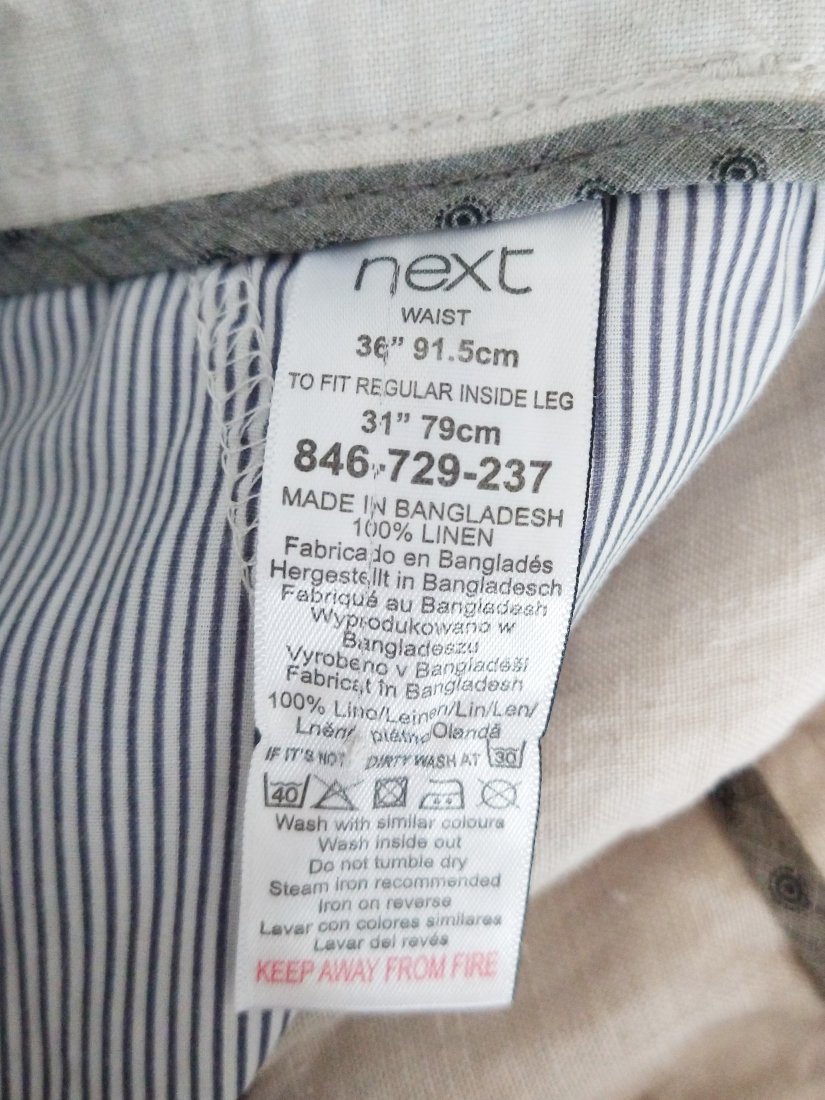 next
WAIST
36” 91.5cm
TO FIT REGULAR INSIDE LEG
31” 79cm
846-729-237
MADE IN BANGLADESH
100% LINEN
Fabricado en Bangladés
Hergestellt in Bangladesch
Fabriqué au Bangladesh
Wyprodukowano w
Bangladeszu
Vyrobeno v Bangladéši
Fabricat în Bangladesh
100% Lino/Leinen/Lin/Len/
Lněné plátno Olandă
IF IT'S NOT DIRTY WASH AT 30
40
Wash with similar colours
Wash inside out
Do not tumble dry
Steam iron recommended
Iron on reverse
Lavar con colores similares
Lavar del revés
KEEP AWAY FROM FIRE